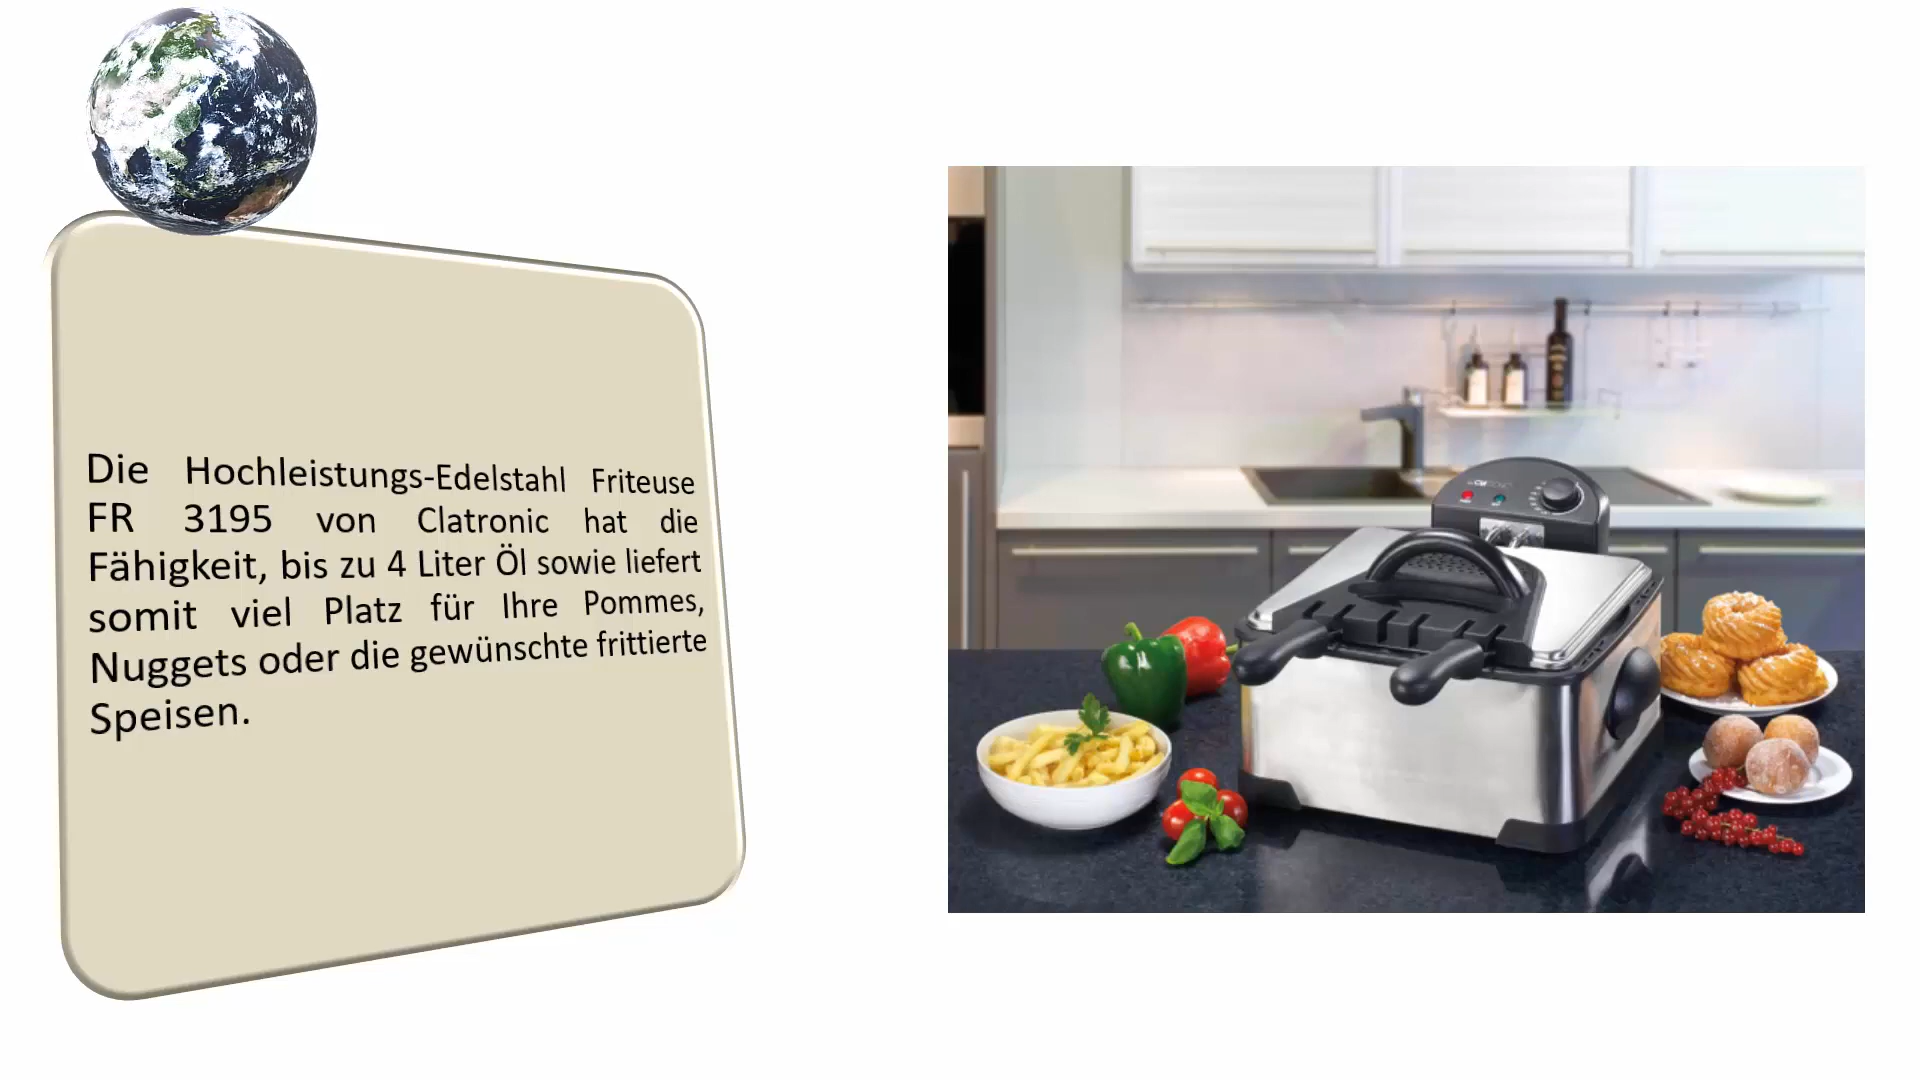 Die Hochleistungs-Edelstahl Friteuse
FR 3195 von Clatronic hat die
Fähigkeit, bis zu 4 Liter Öl sowie liefert
somit viel Platz für Ihre Pommes,
Nuggets oder die gewünschte frittierte
Speisen.